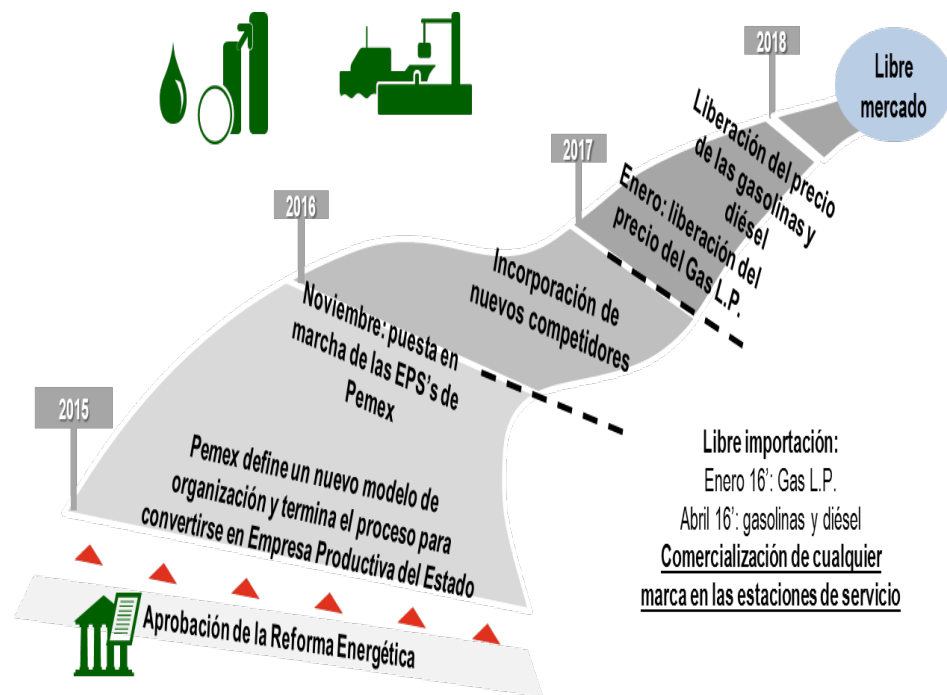 2018
Libre
mercado
Liberación del precio
de las gasolinas y
diésel
2017
Enero: liberación del
precio del Gas L.P.
2016
Incorporación de
nuevos competidores
Noviembre: puesta en
marcha de las EPS's de
Pemex
2015
Pemex define un nuevo modelo de
organización y termina el proceso para
convertirse en Empresa Productiva del Estado
Libre importación:
Enero 16': Gas L.P.
Abril 16': gasolinas y diésel
Comercialización de cualquier
marca en las estaciones de servicio
Aprobación de la Reforma Energética